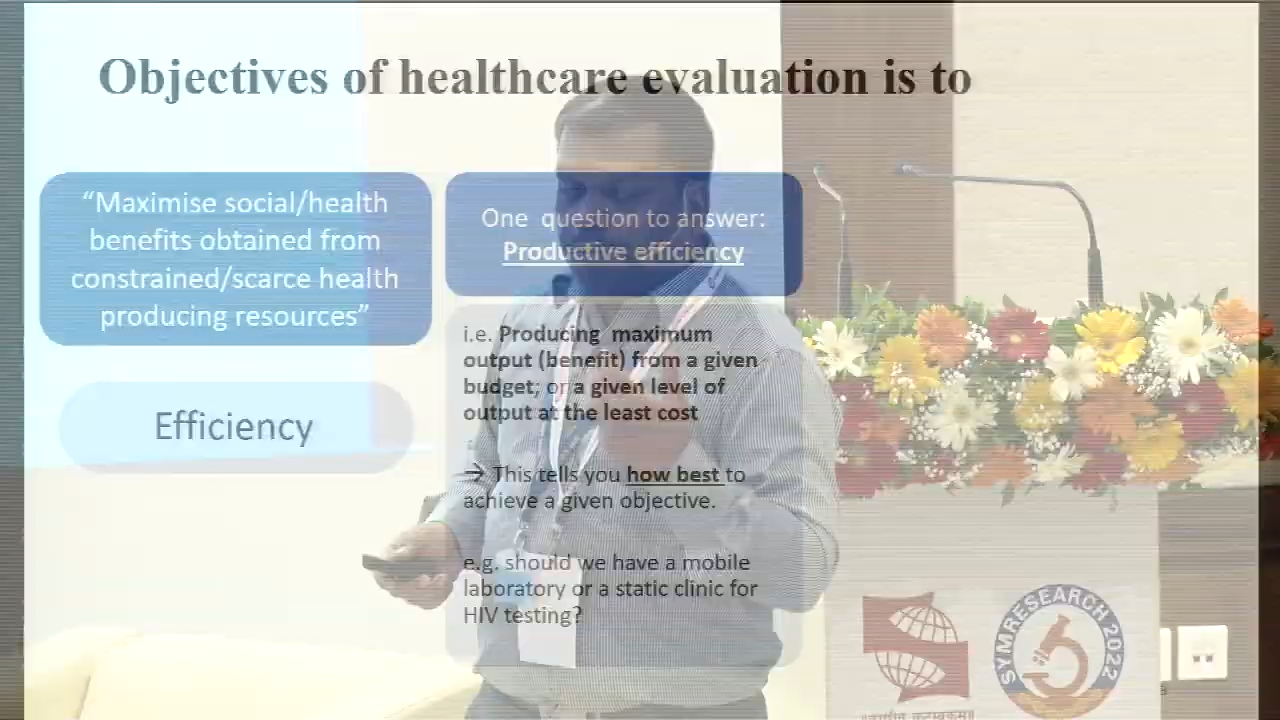 Objectives of healthcare evaluation is to
“Maximise social/health
benefits obtained from
constrained/scarce health
producing resources”
Efficiency
One question to answer:
Productive efficiency
i.e. Producing maximum
output (benefit) from a given
budget; or a given level of
output at the least cost
→ This tells you how best to
achieve a given objective.
e.g. should we have a mobile
laboratory or a static clinic for
HIV testing?
SYMRESEARCH 2022